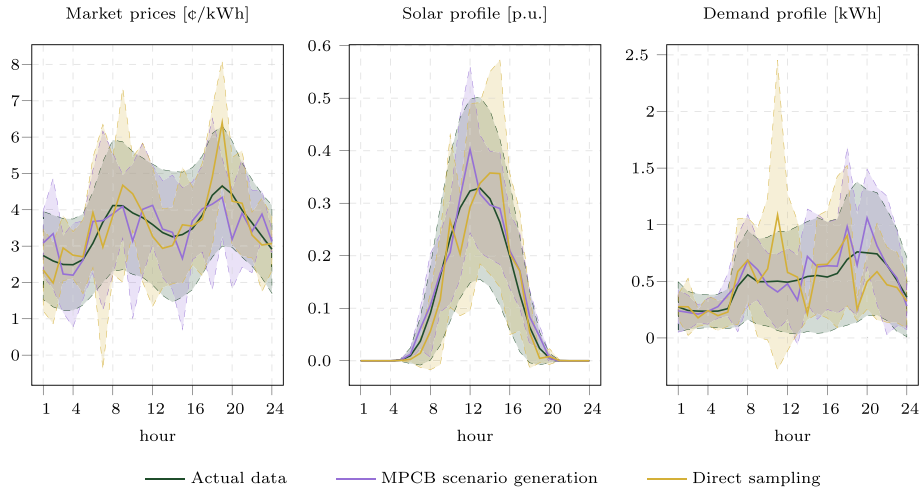 Market prices [¢/kWh]
8
7
6
5
4
3
2
1
0
1 4 8 12 16 20 24
hour
Solar profile [p.u.]
0.6
0.5
0.4
0.3
0.2
0.1
0.0
1 4 8 12 16 20 24
hour
Demand profile [kWh]
2.5
2
1.5
1
0.5
0
1 4 8 12 16 20 24
hour
Actual data MPCB scenario generation Direct sampling